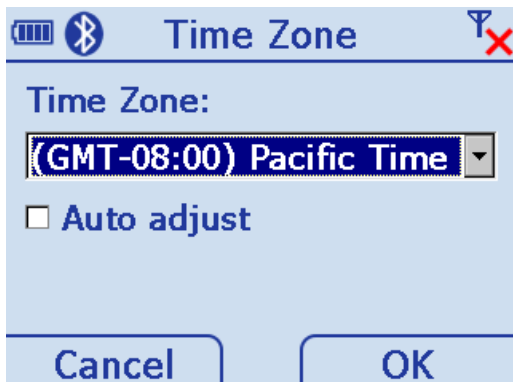 Time Zone
Time Zone:
(GMT-08:00) Pacific Time
Auto adjust
Cancel OK